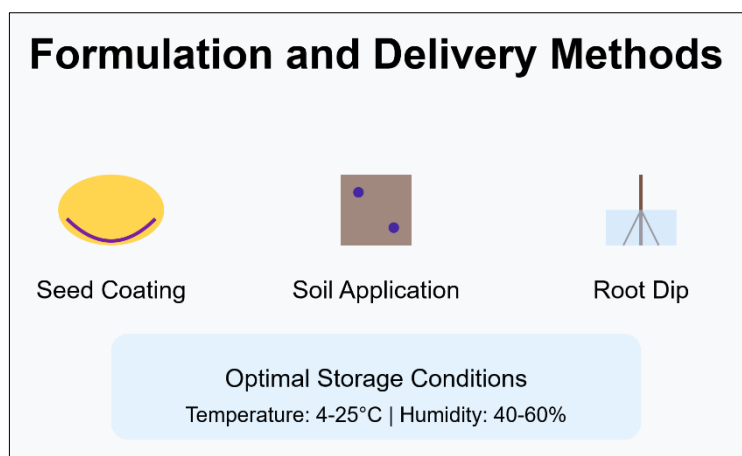 Formulation and Delivery Methods
Seed Coating
Soil Application
Root Dip
Optimal Storage Conditions
Temperature: 4-25°C | Humidity: 40-60%